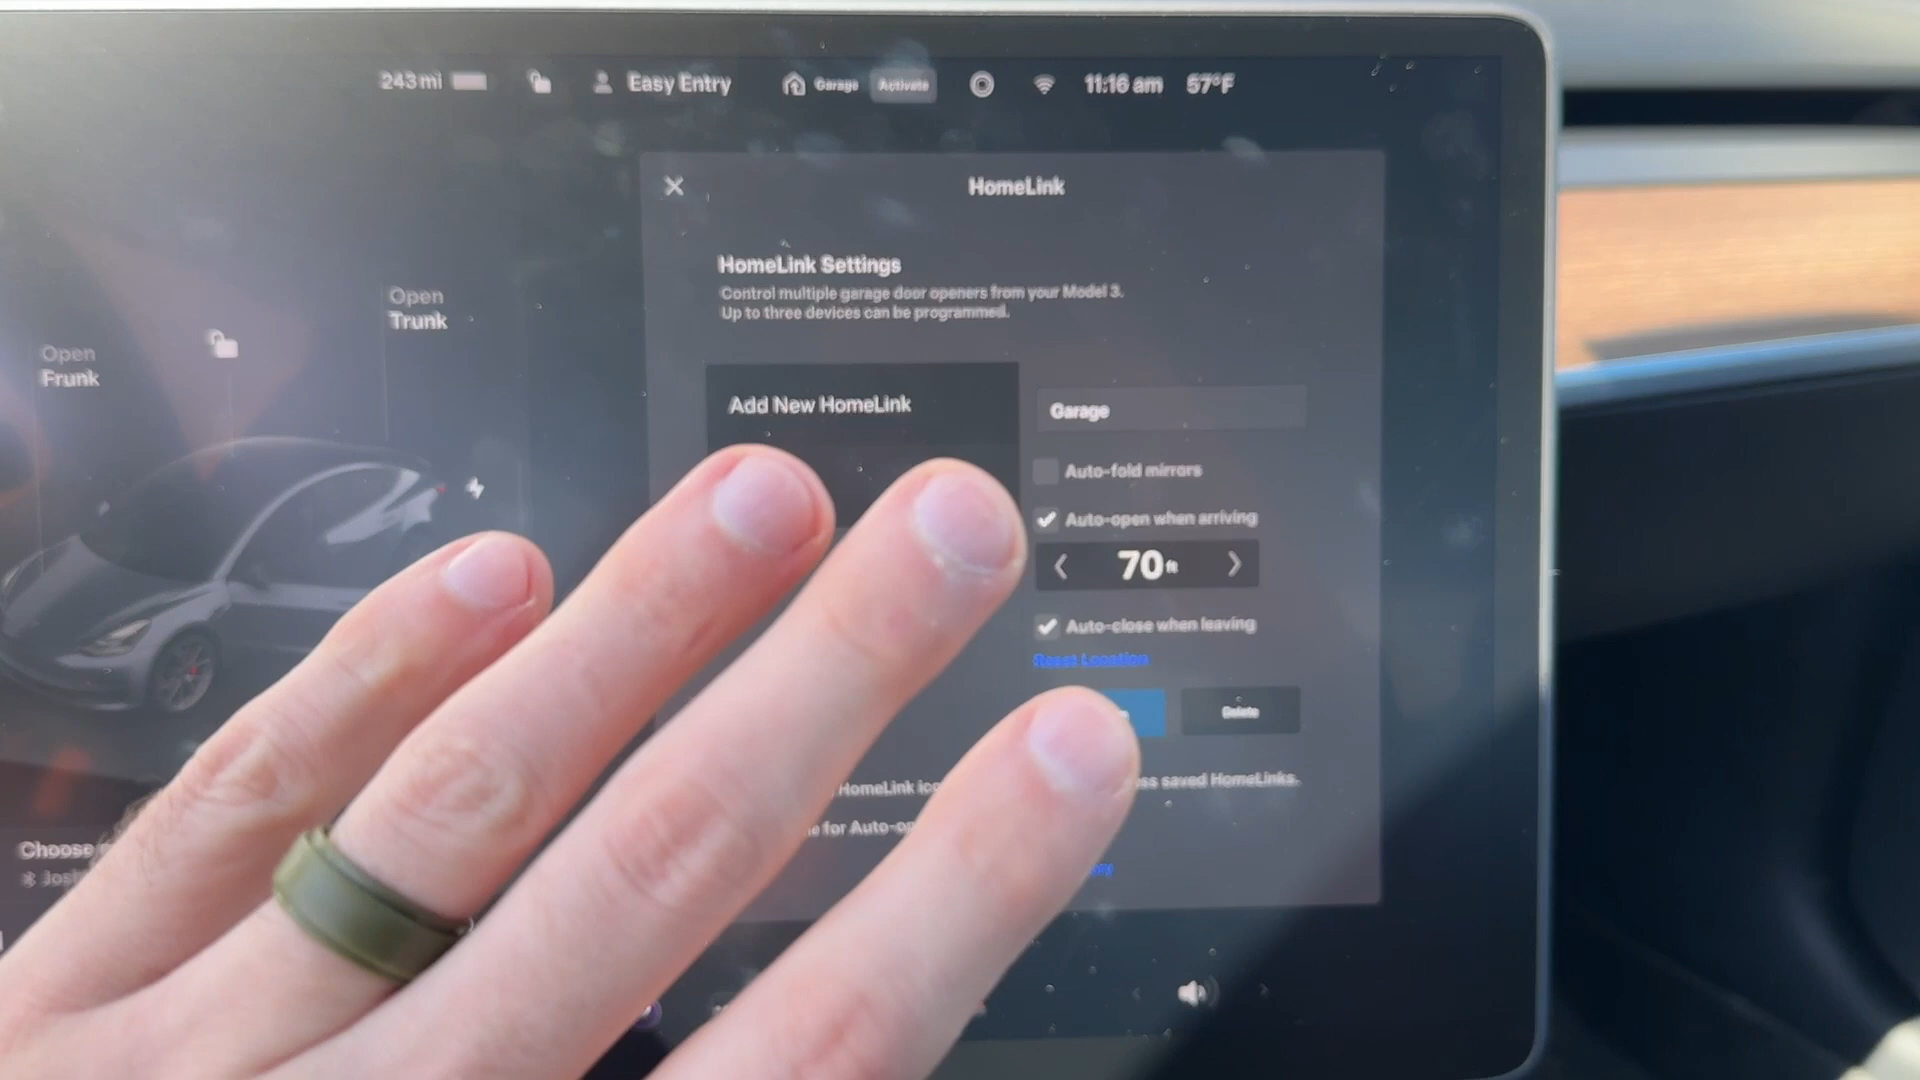 243 mi
Easy Entry
Garage
Activate
11:16 am
57°F
HomeLink
HomeLink Settings
Control multiple garage door openers from your Model 3.
Up to three devices can be programmed.
Open
Trunk
Open
Frunk
Add New HomeLink
Garage
Auto-fold mirrors
Auto-open when arriving
70 ft
Auto-close when leaving
Reset Location
Delete
HomeLink
saved HomeLinks.
for
Choose